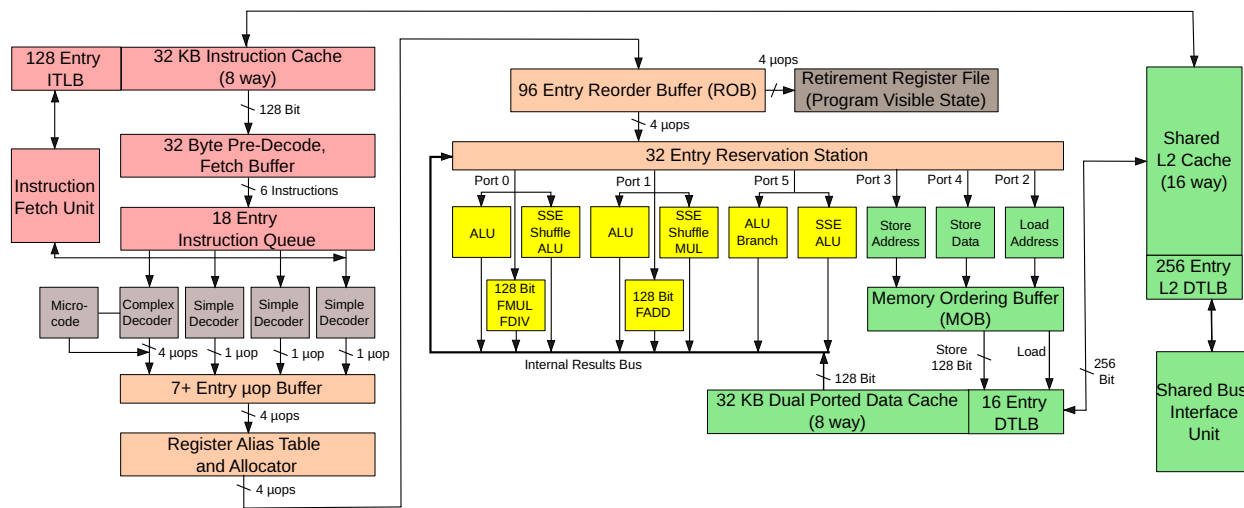 128 Entry
ITLB
32 KB Instruction Cache
(8 way)
128 Bit
32 Byte Pre-Decode,
Fetch Buffer
Instruction
Fetch Unit
6 Instructions
18 Entry
Instruction Queue
Micro-
code
Complex
Decoder
Simple
Decoder
Simple
Decoder
Simple
Decoder
4 µops
1 µop
1 µop
1 µop
7+ Entry µop Buffer
4 µops
Register Alias Table
and Allocator
4 µops
96 Entry Reorder Buffer (ROB)
4 µops
Retirement Register File
(Program Visible State)
4 µops
32 Entry Reservation Station
Port 0
Port 1
Port 5
Port 3
Port 4
Port 2
ALU
SSE
Shuffle
ALU
128 Bit
FMUL
FDIV
ALU
SSE
Shuffle
MUL
128 Bit
FADD
ALU
Branch
SSE
ALU
Store
Address
Store
Data
Load
Address
Memory Ordering Buffer
(MOB)
Internal Results Bus
Store
128 Bit
Load
128 Bit
32 KB Dual Ported Data Cache
(8 way)
16 Entry
DTLB
256
Bit
Shared
L2 Cache
(16 way)
256 Entry
L2 DTLB
Shared Bus
Interface
Unit